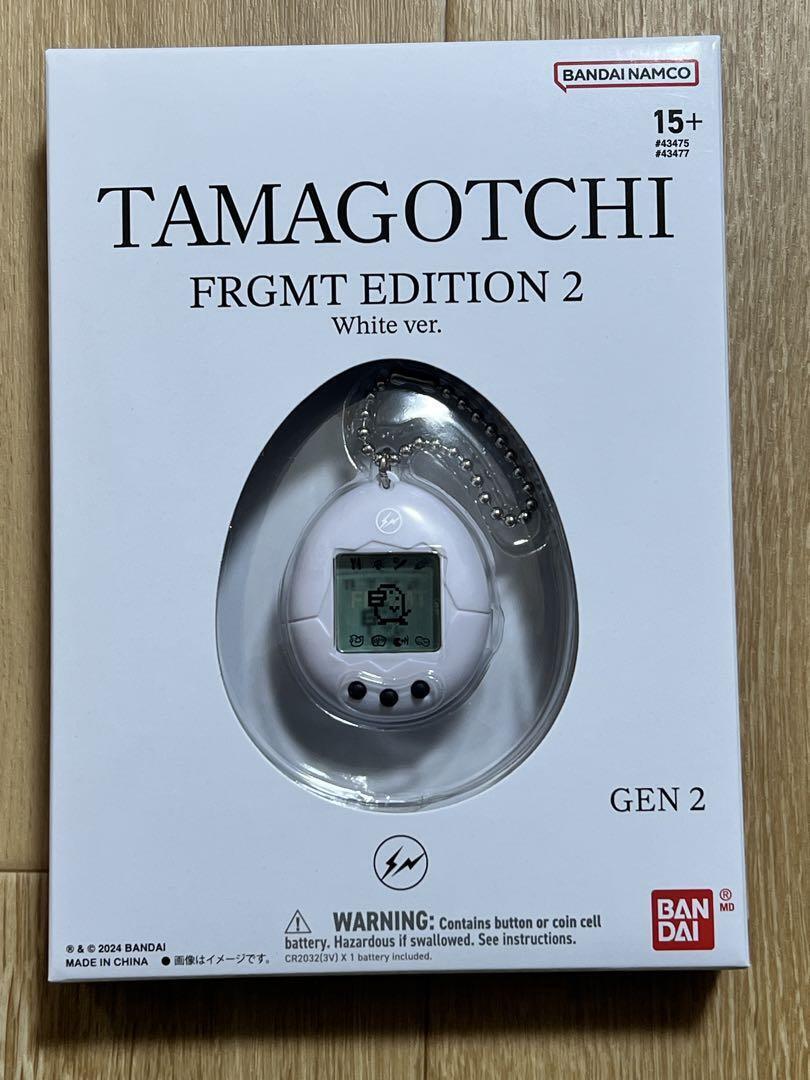 BANDAI NAMCO
15+
#43475
#43477
TAMAGOTCHI
FRGMT EDITION 2
White ver.
GEN 2
⚠ WARNING: Contains button or coin cell
battery. Hazardous if swallowed. See instructions.
CR2032(3V) X 1 battery included.
® & © 2024 BANDAI
MADE IN CHINA ●画像はイメージです。
BAN
DAI
® MD